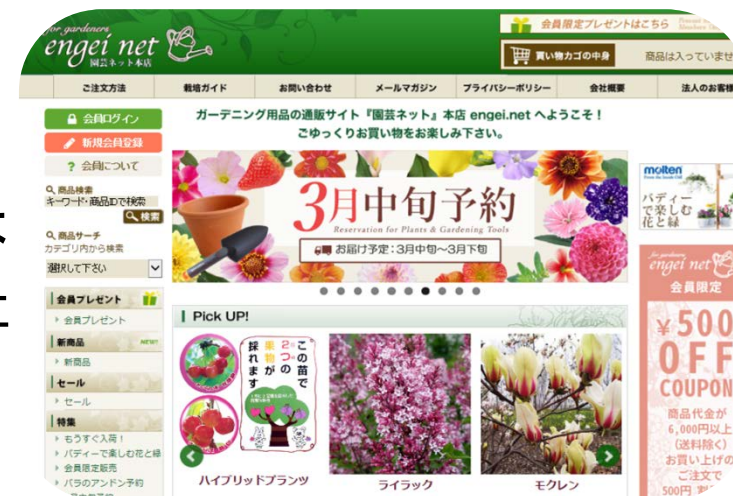 for gardeners
engei net
園芸ネット本店
会員限定プレゼントはこちら
買い物カゴの中身
商品は入っていませ
ご注文方法
栽培ガイド
お問い合わせ
メールマガジン
プライバシーポリシー
会社概要
法人のお客様
会員ログイン
新規会員登録
? 会員について
商品検索
キーワード・商品IDで検索
検索
商品サーチ
カテゴリ内から検索
選択して下さい
会員プレゼント
会員プレゼント
新商品
NEW!
新商品
セール
セール
特集
もうすぐ入荷!
バディーで楽しむ花と緑
会員限定販売
バラのアンドン予約
ガーデニング用品の通販サイト『園芸ネット』本店 engei.net へようこそ!
ごゆっくりお買い物をお楽しみ下さい。
3月中旬予約
Reservation for Plants & Gardening Tools
お届け予定:3月中旬~3月下旬
Pick UP!
この苗で
2つの
果物が
採れます
ハイブリッドプランツ
ライラック
モクレン
molten
バディー
で楽しむ
花と緑
for gardeners
engei net
会員限定
¥500
OFF
COUPON
商品代金が
6,000円以上
(送料除く)
お買い上げの
ご注文で